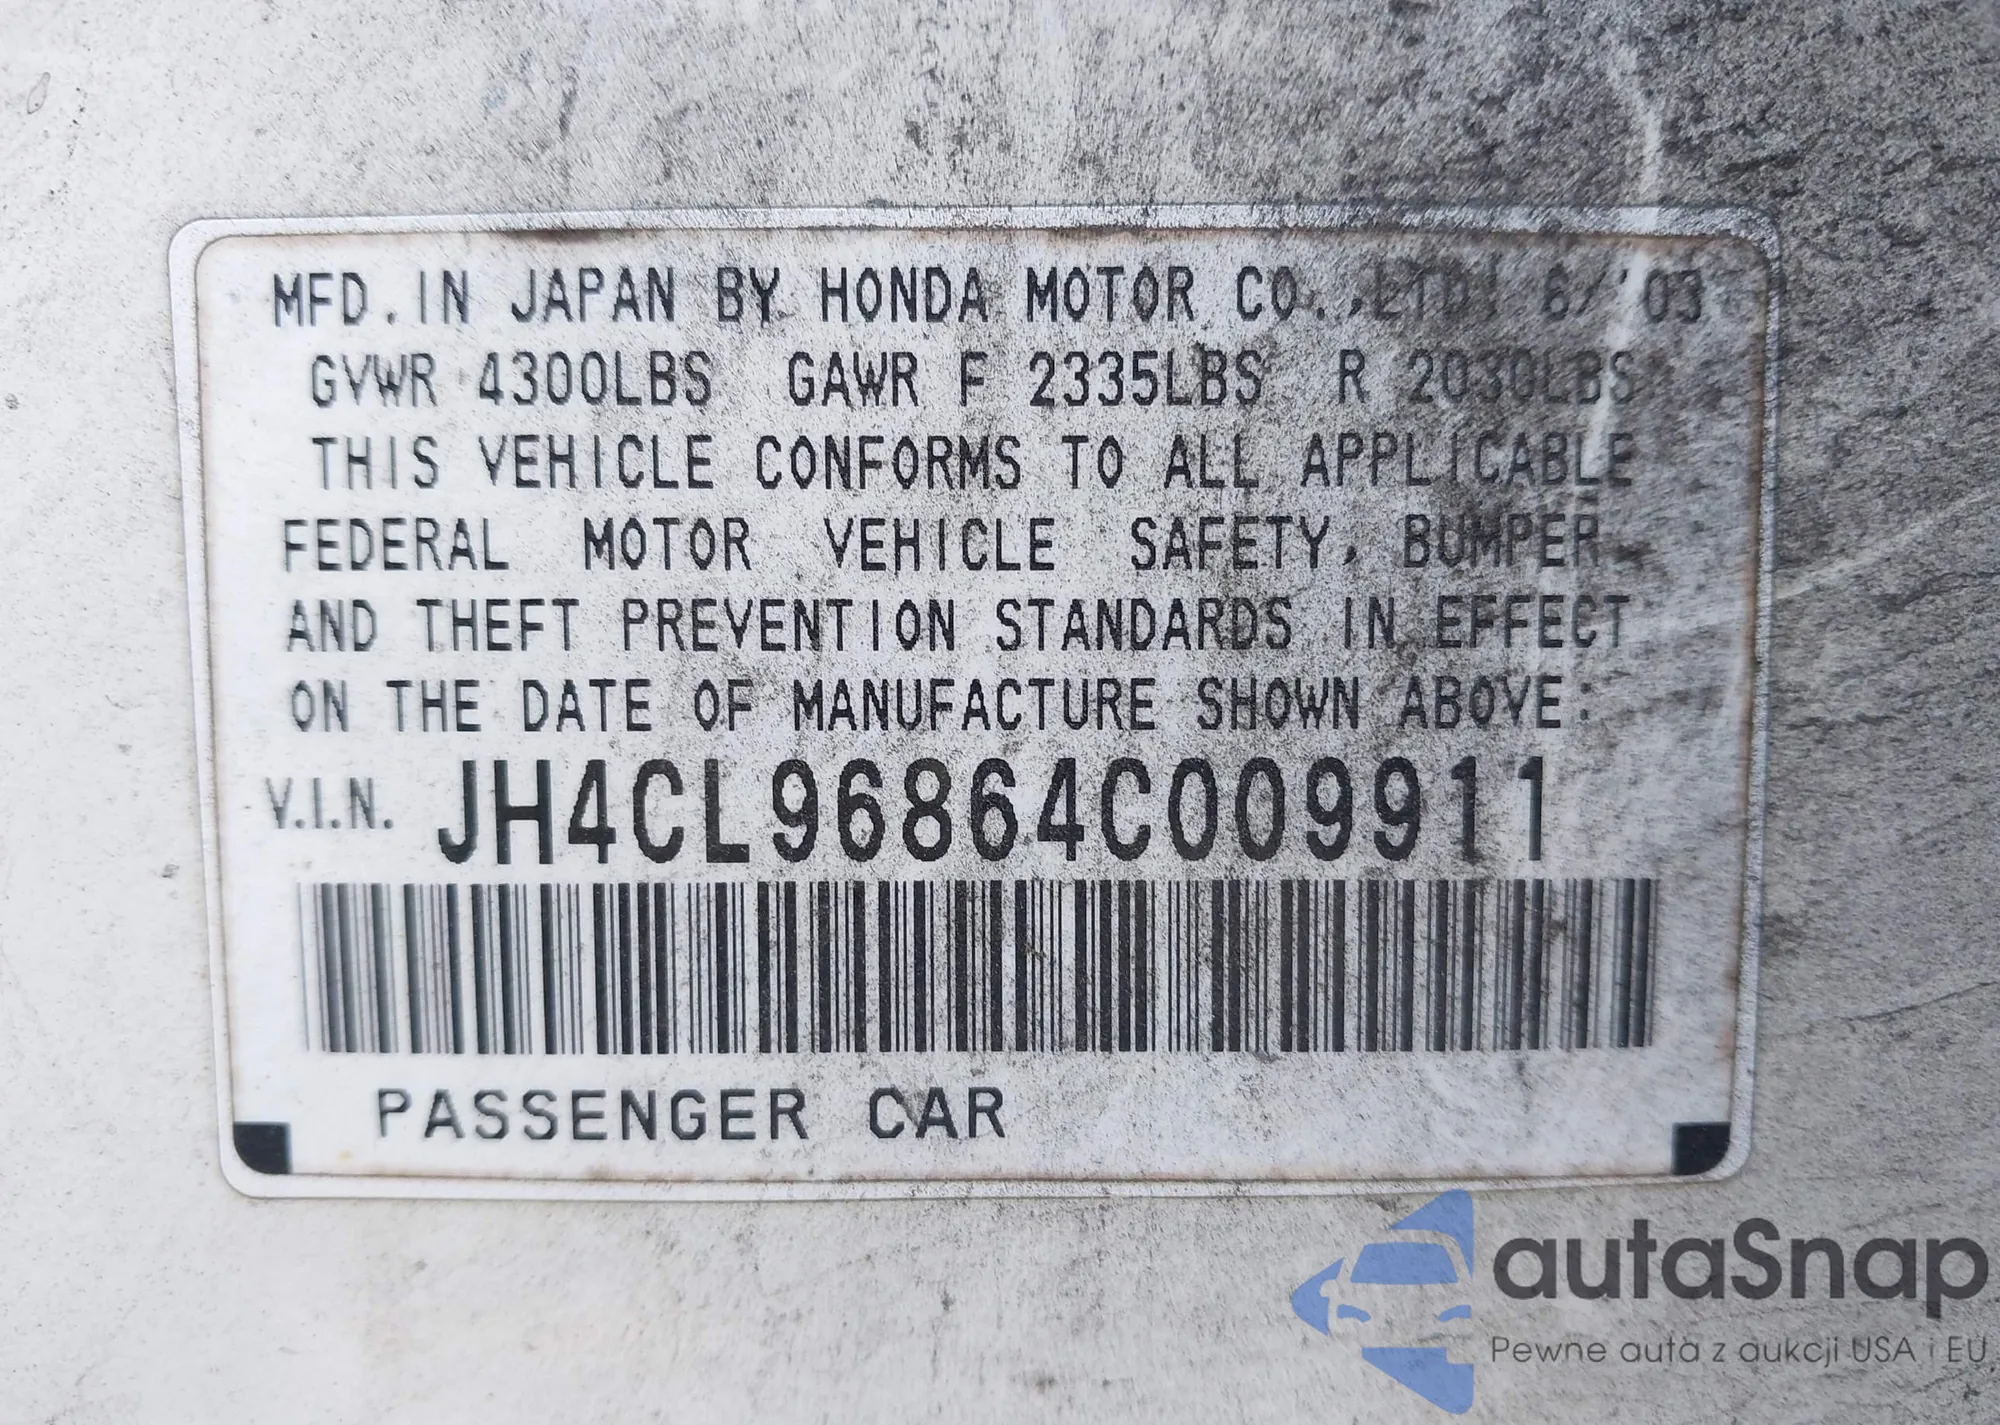 MFD. IN JAPAN BY HONDA MOTOR CO., LTD. 6/'03
GVWR 4300LBS GAWR F 2335LBS R 2030LBS
THIS VEHICLE CONFORMS TO ALL APPLICABLE
FEDERAL MOTOR VEHICLE SAFETY, BUMPER
AND THEFT PREVENTION STANDARDS IN EFFECT
ON THE DATE OF MANUFACTURE SHOWN ABOVE:
V.I.N. JH4CL96864C009911
PASSENGER CAR
autaSnap
Pewne auta z aukcji USA i EU